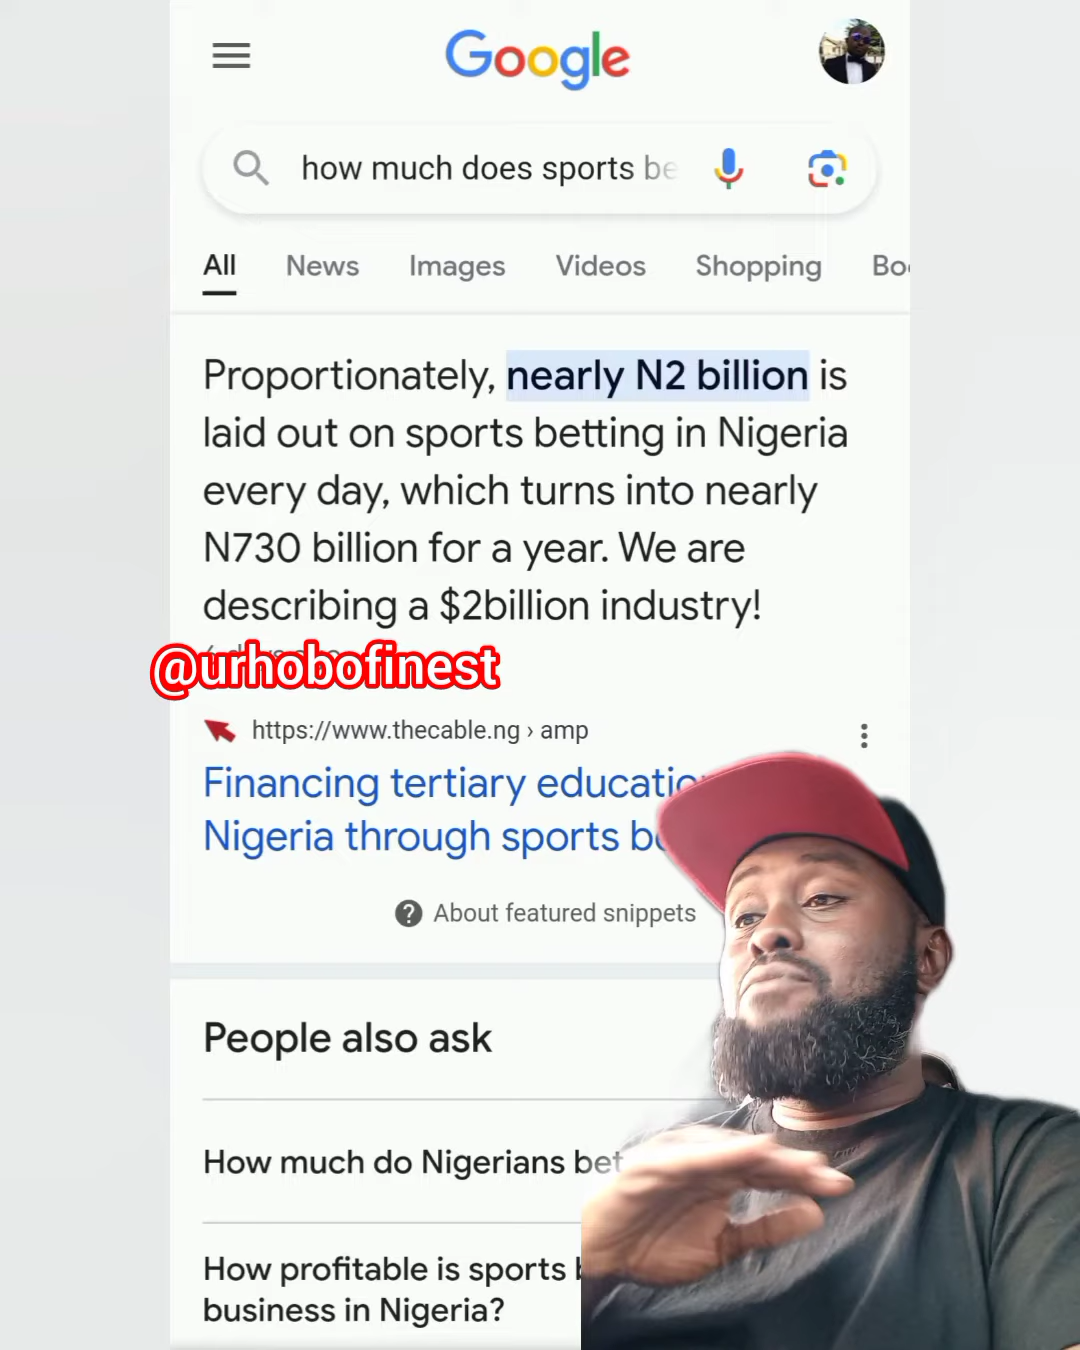 Google
how much does sports be
All News Images Videos Shopping Boo
Proportionately, nearly N2 billion is
laid out on sports betting in Nigeria
every day, which turns into nearly
N730 billion for a year. We are
describing a $2billion industry!
@urhobofinest
https://www.thecable.ng › amp
Financing tertiary educatio
Nigeria through sports be
About featured snippets
People also ask
How much do Nigerians bet
How profitable is sports
business in Nigeria?